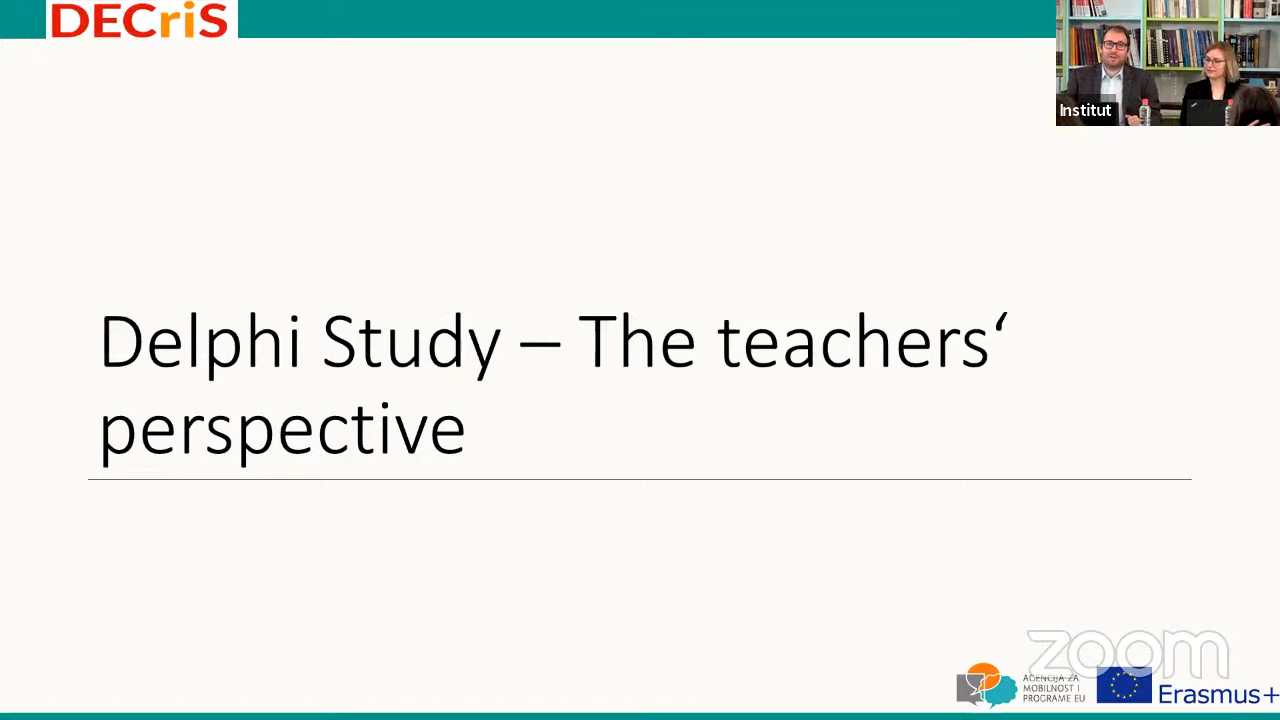 DECriS
Institut
Delphi Study – The teachers‘
perspective
zoom
AGENCIJA ZA
MOBILNOST I
PROGRAME EU
Erasmus+